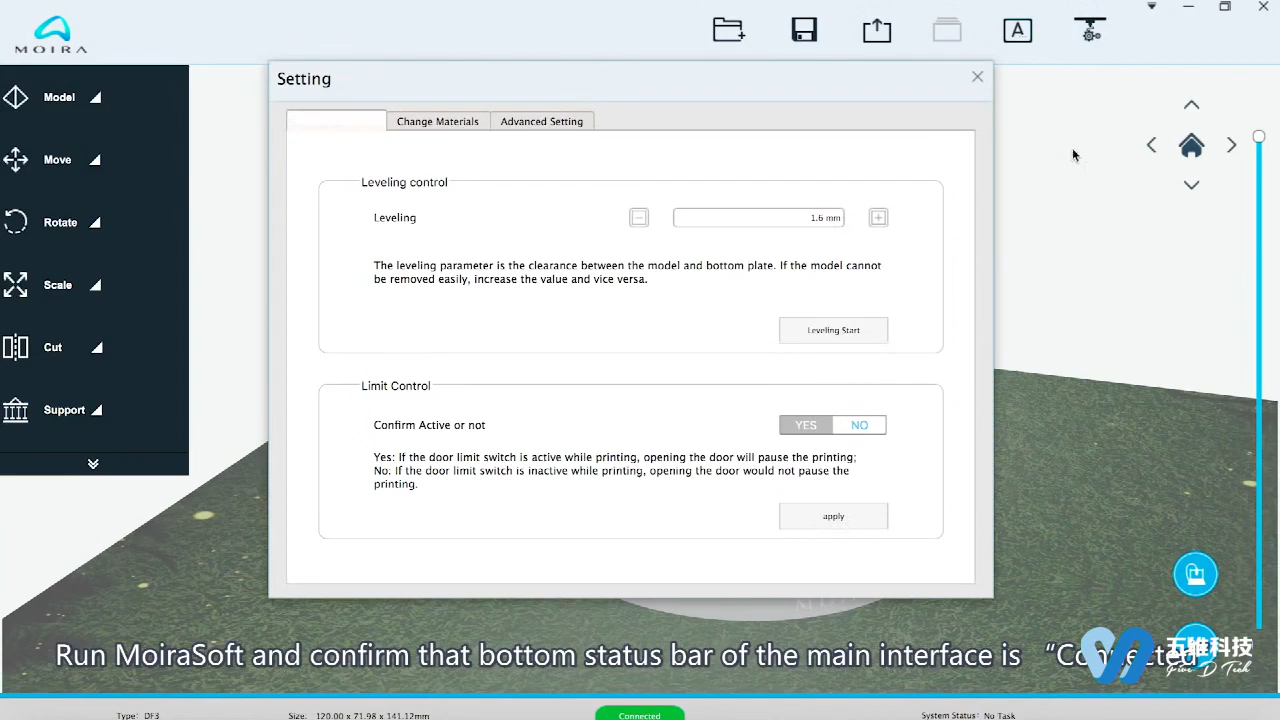 MOIRA
A
Setting
Change Materials
Advanced Setting
Model
Move
Rotate
Scale
Cut
Support
Leveling control
Leveling
1.6 mm
The leveling parameter is the clearance between the model and bottom plate. If the model cannot
be removed easily, increase the value and vice versa.
Leveling Start
Limit Control
Confirm Active or not
YES
NO
Yes: If the door limit switch is active while printing, opening the door will pause the printing;
No: If the door limit switch is inactive while printing, opening the door would not pause the
printing.
apply
Run MoiraSoft and confirm that bottom status bar of the main interface is “Connected”
五维科技
Five D Tech
Type: DF3
Size: 120.00 x 71.98 x 141.12mm
Connected
System Status: No Task